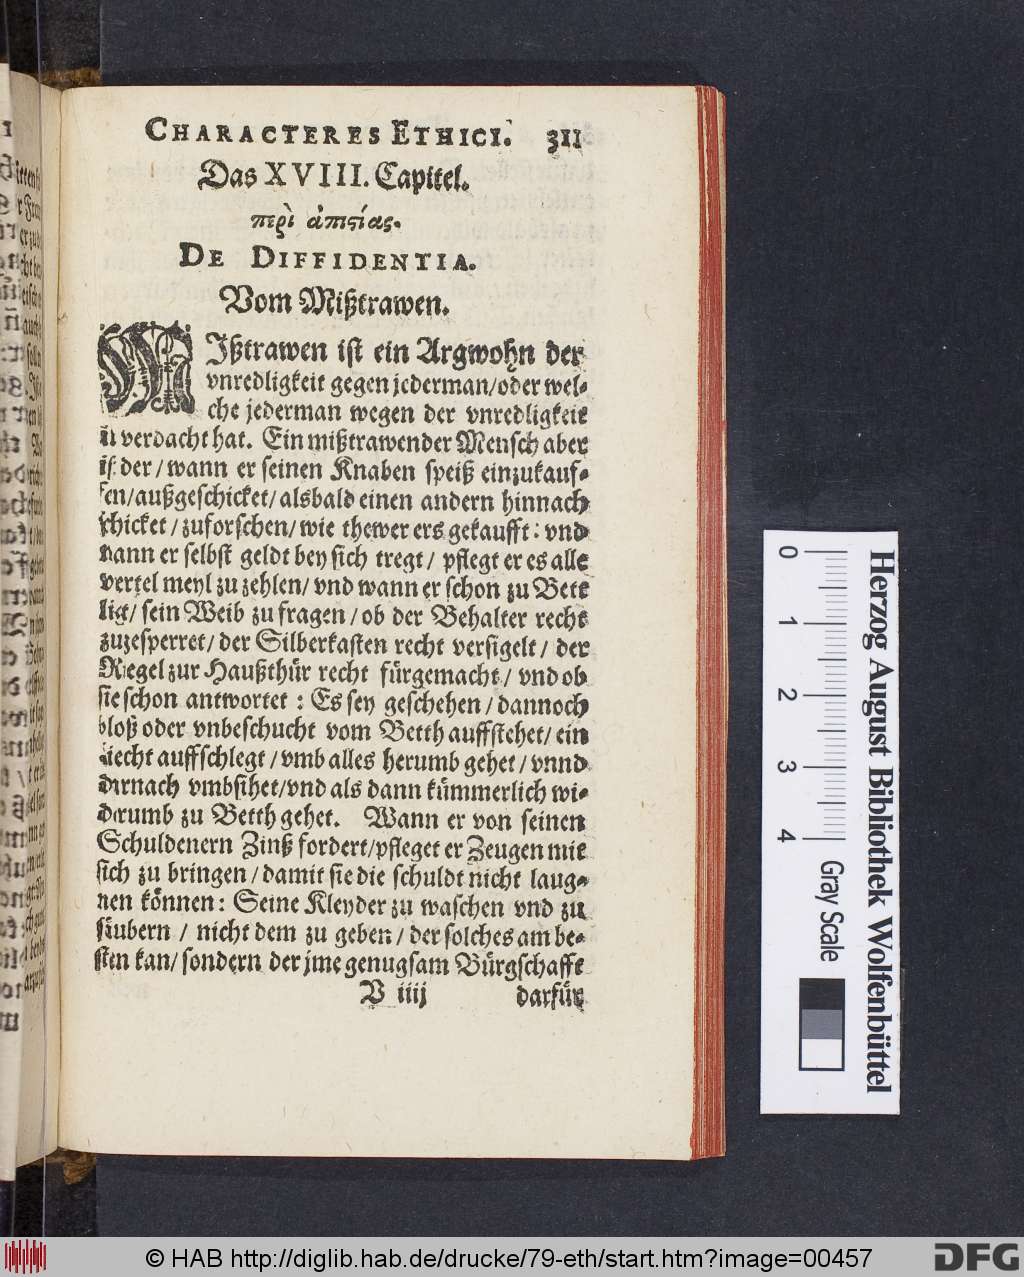 CHARACTERES ETHICI. 311
Das XVIII. Capitel.
περὶ ἀπιςίας.
DE DIFFIDENTIA.
Vom Mißtrawen.
MIßtrawen ist ein Argwohn der
vnredligkeit gegen jederman/oder wel-
che jederman wegen der vnredligkeit
in verdacht hat. Ein mißtrawender Mensch aber
ist der/wann er seinen Knaben speiß einzukauf-
fen/außgeschicket/alsbald einen andern hinnach
schicket/zuforschen/wie thewer ers gekaufft: vnd
wann er selbst geldt bey sich tregt/ pflegt er es alle
viertel meyl zu zehlen/vnd wann er schon zu Bett
ligt/sein Weib zu fragen/ob der Behalter recht
zugesperret/der Silberkasten recht versigelt/ der
Riegel zur Haußthür recht fürgemacht/ vnd ob
sie schon antwortet: Es sey geschehen/dannoch
bloß oder vnbeschucht vom Betth auffstehet/ein
Liecht auffschlegt/vmb alles herumb gehet/vnnd
darnach vmbsihet/vnd als dann kümmerlich wi-
derumb zu Betth gehet. Wann er von seinen
Schuldenern Zinß fordert/pfleget er Zeugen mit
sich zu bringen/damit sie die schuldt nicht laug-
nen können: Seine Kleyder zu waschen vnd zu
säubern/ nicht dem zu geben/der solches am be-
sten kan/sondern der jme genugsam Bürgschafft
V iiij darfür
Herzog August Bibliothek Wolfenbüttel
0 1 2 3 4 Gray Scale
© HAB http://diglib.hab.de/drucke/79-eth/start.htm?image=00457
DFG